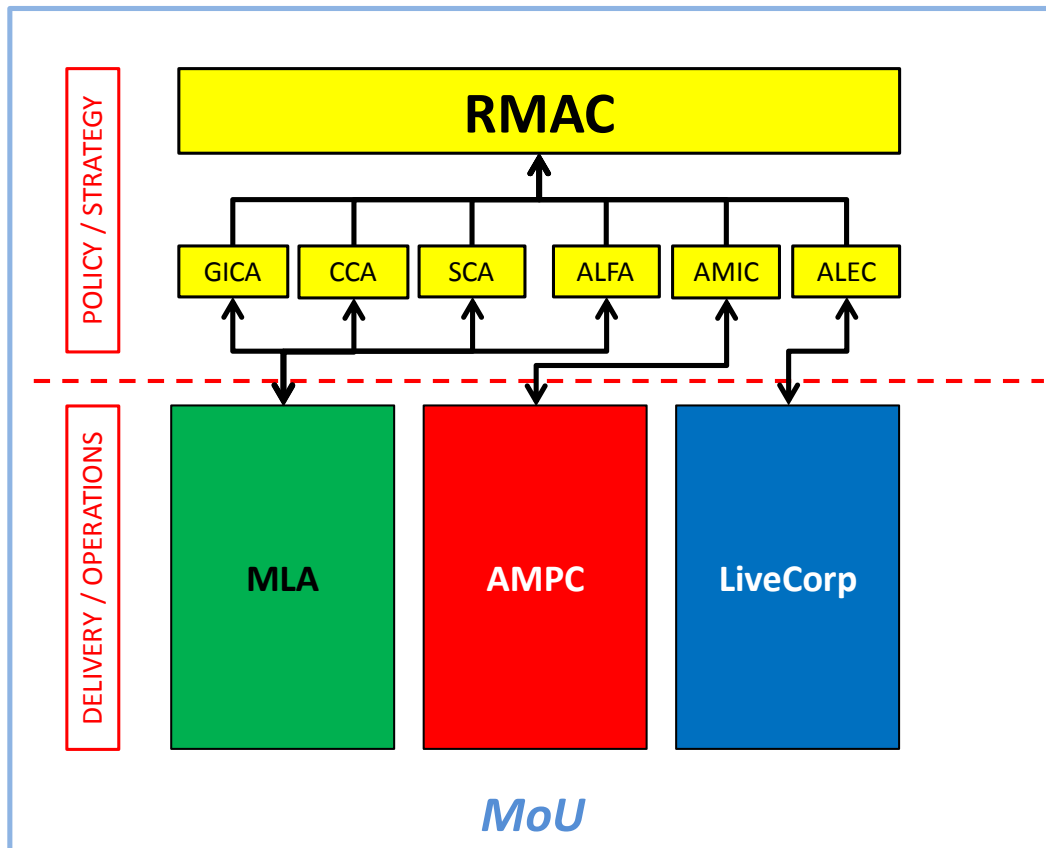 POLICY / STRATEGY
RMAC
GICA
CCA
SCA
ALFA
AMIC
ALEC
DELIVERY / OPERATIONS
MLA
AMPC
LiveCorp
MoU